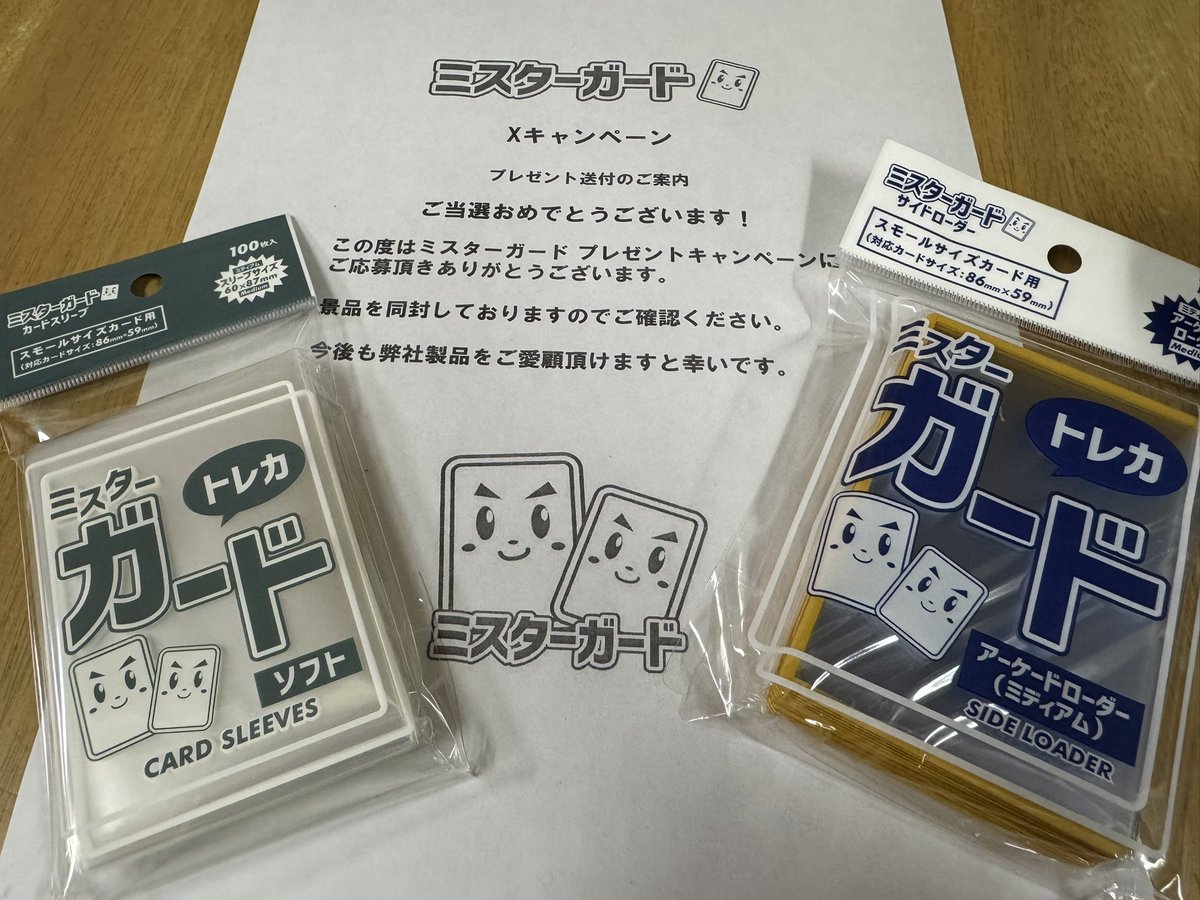 ミスターガード
Xキャンペーン
プレゼント送付のご案内
ご当選おめでとうございます！
この度はミスターガード プレゼントキャンペーンに
ご応募頂きありがとうございます。
景品を同封しておりますのでご確認ください。
今後も弊社製品をご愛顧頂けますと幸いです。
ミスターガード
100枚入
ミディアム
スリーブサイズ
60×87mm
Medium
ミスターガード
カードスリーブ
スモールサイズカード用
(対応カードサイズ:86mm×59mm)
ミスター
トレカ
ガード
ソフト
CARD SLEEVES
ミスターガード
サイドローダー
スモールサイズカード用
(対応カードサイズ:86mm×59mm)
ミスター
トレカ
ガード
アーケードローダー
(ミディアム)
SIDE LOADER